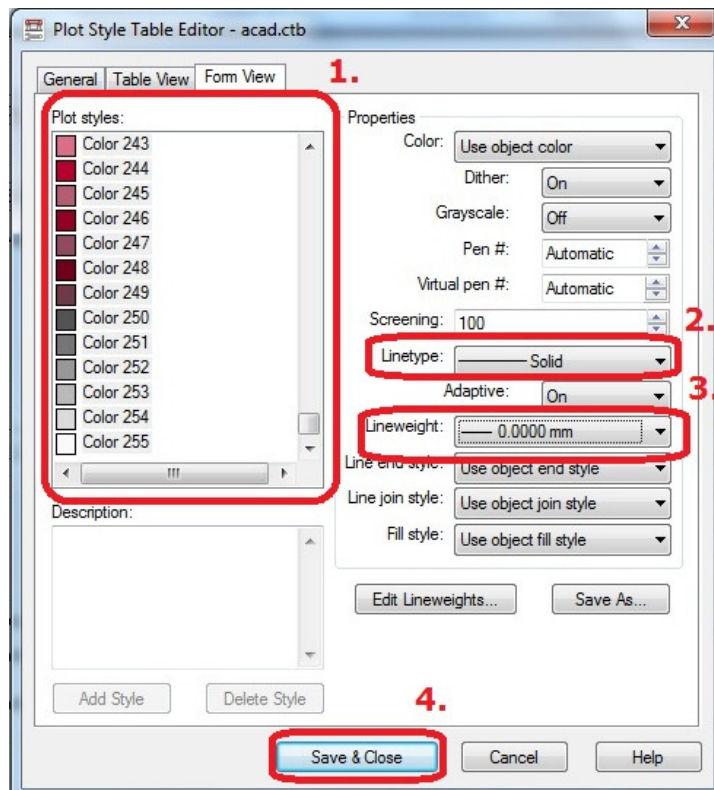 Plot Style Table Editor - acad.ctb
General Table View Form View 1.
Plot styles:
Color 243
Color 244
Color 245
Color 246
Color 247
Color 248
Color 249
Color 250
Color 251
Color 252
Color 253
Color 254
Color 255
Description:
Add Style Delete Style
Properties
Color: Use object color
Dither: On
Grayscale: Off
Pen #: Automatic
Virtual pen #: Automatic
Screening: 100
2.
Linetype: Solid
Adaptive: On
3.
Lineweight: 0.0000 mm
Line end style: Use object end style
Line join style: Use object join style
Fill style: Use object fill style
Edit Lineweights... Save As...
4.
Save & Close Cancel Help